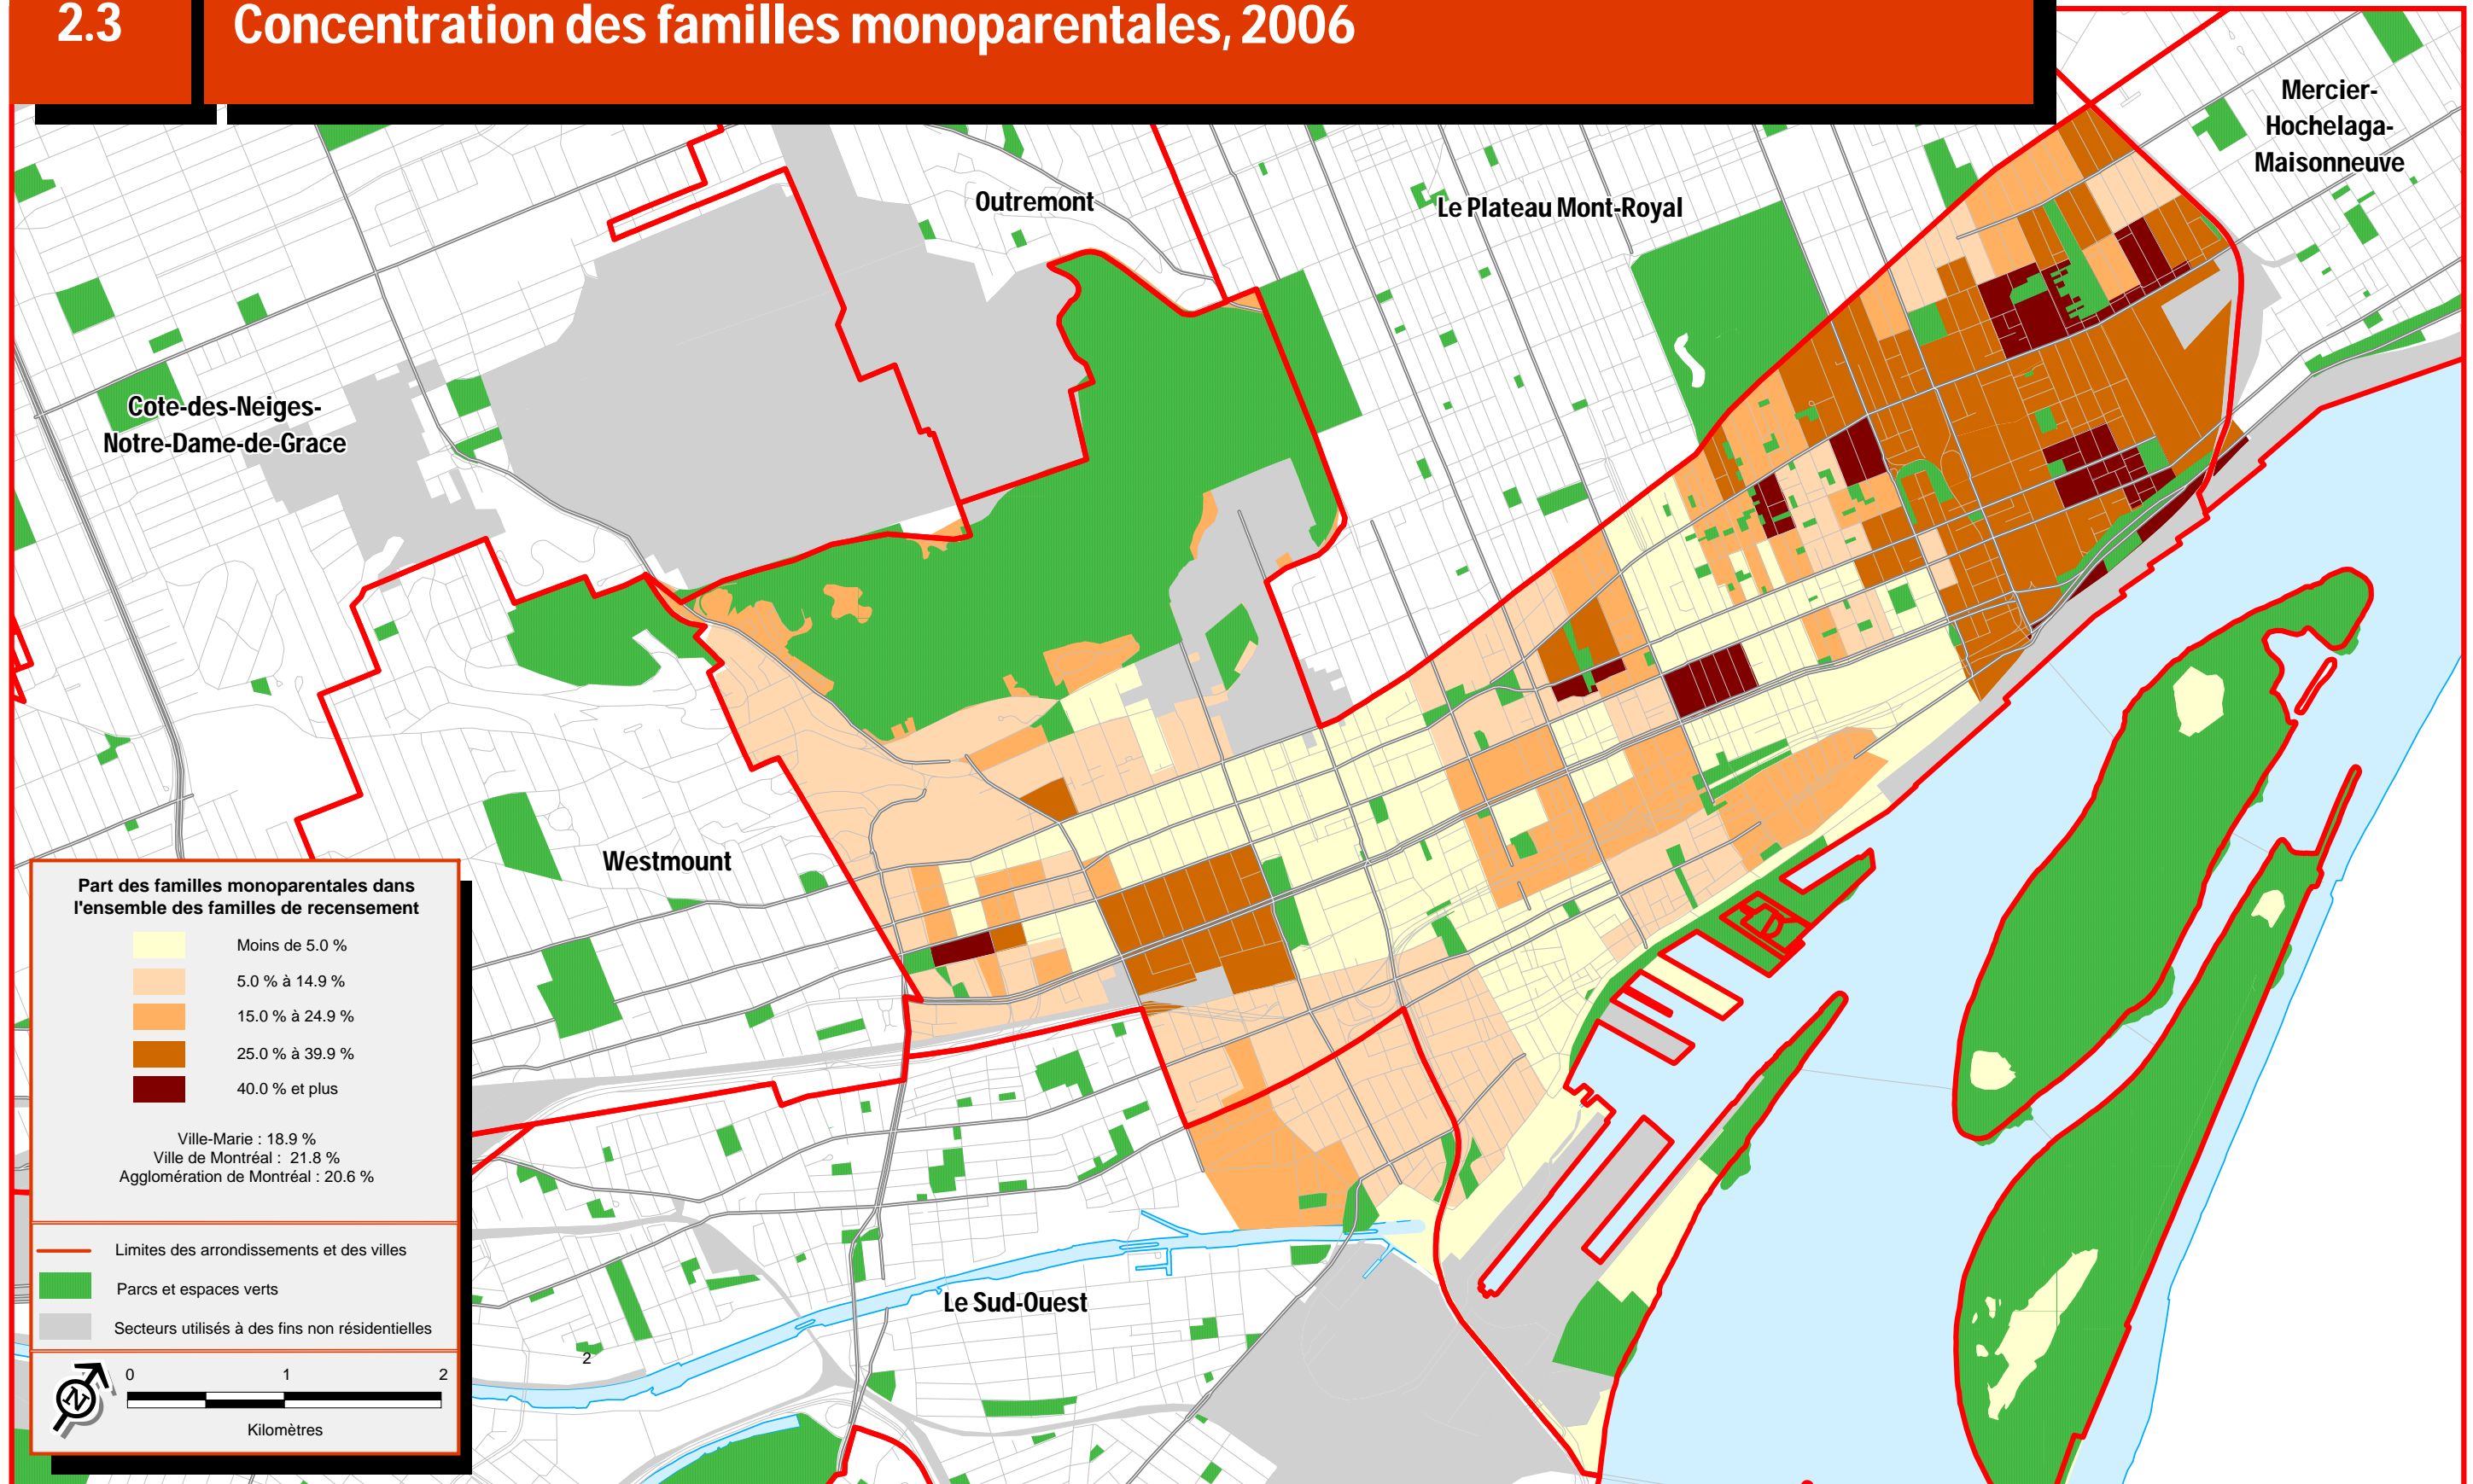 2.3
Concentration des familles monoparentales, 2006
Mercier-
Hochelaga-
Maisonneuve
Outremont
Le Plateau Mont-Royal
Cote-des-Neiges-
Notre-Dame-de-Grace
Westmount
Le Sud-Ouest
2
Part des familles monoparentales dans
l'ensemble des familles de recensement
Moins de 5.0 %
5.0 % à 14.9 %
15.0 % à 24.9 %
25.0 % à 39.9 %
40.0 % et plus
Ville-Marie : 18.9 %
Ville de Montréal : 21.8 %
Agglomération de Montréal : 20.6 %
Limites des arrondissements et des villes
Parcs et espaces verts
Secteurs utilisés à des fins non résidentielles
N
0 1 2
Kilomètres